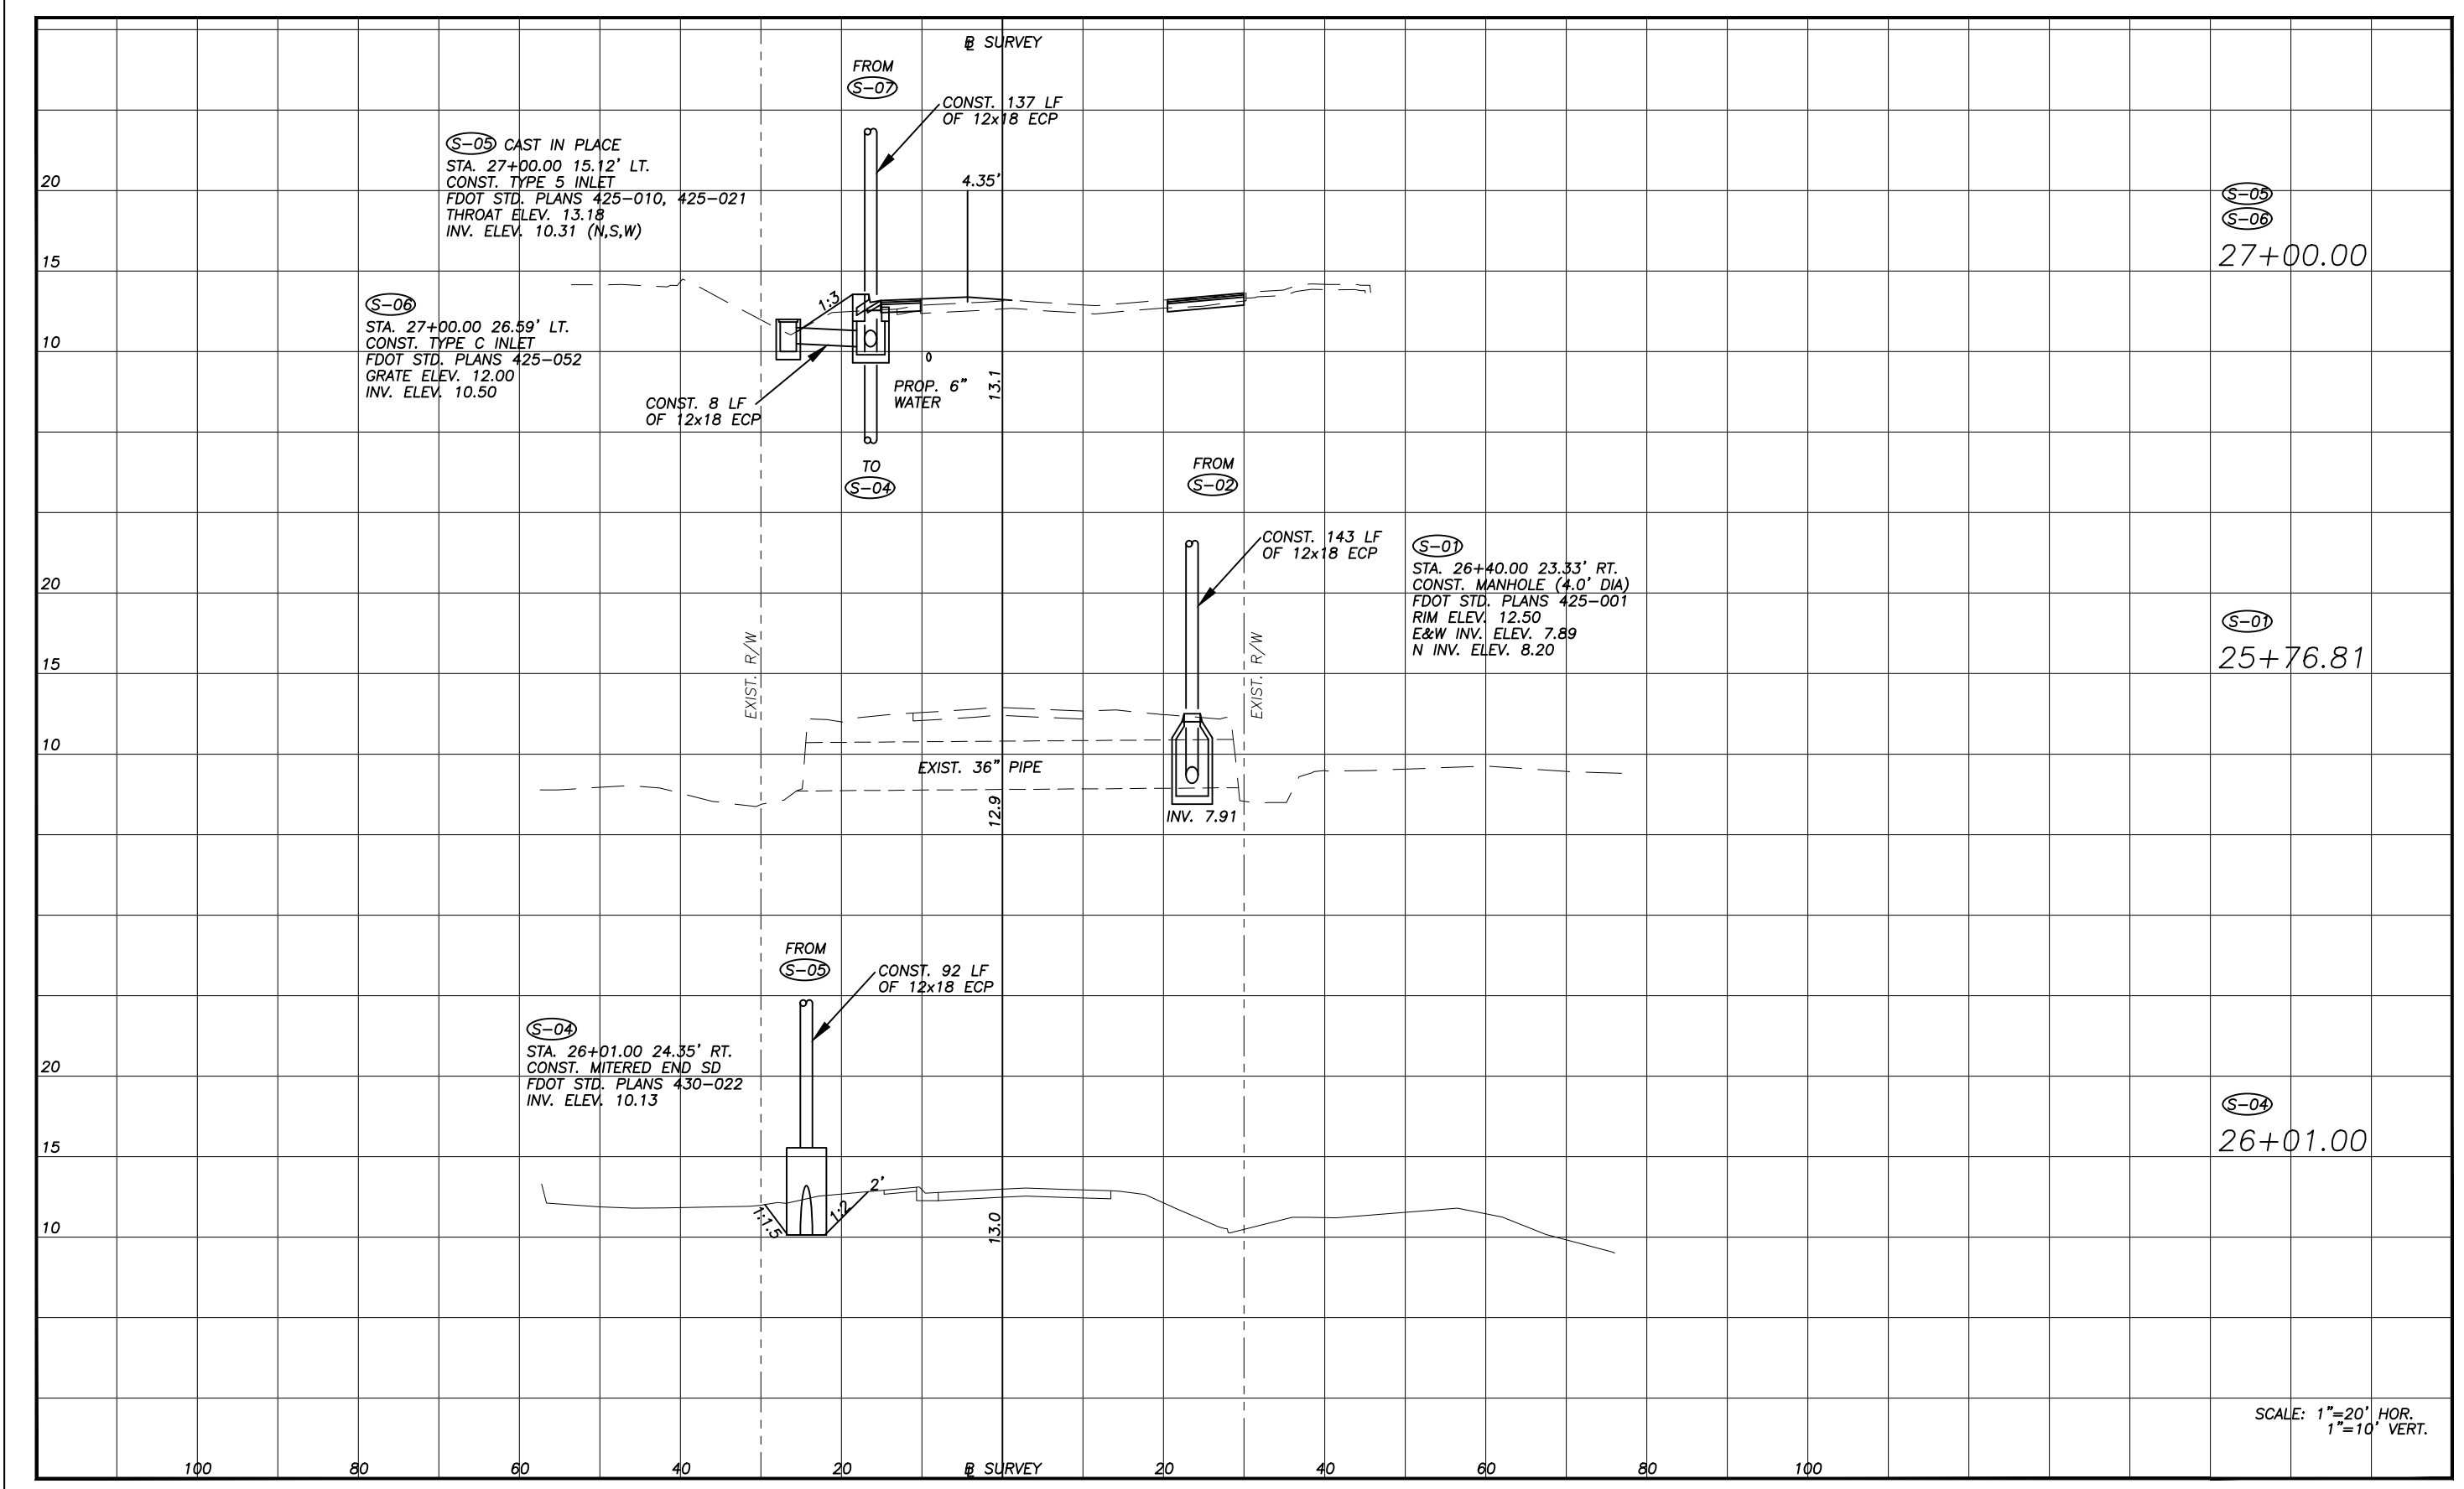 ℄ SURVEY
FROM
S-07
CONST. 137 LF
OF 12x18 ECP
S-05 CAST IN PLACE
STA. 27+00.00 15.12' LT.
CONST. TYPE 5 INLET
FDOT STD. PLANS 425-010, 425-021
THROAT ELEV. 13.18
INV. ELEV. 10.31 (N,S,W)
4.35'
20
15
10
S-05
S-06
27+00.00
S-06
STA. 27+00.00 26.59' LT.
CONST. TYPE C INLET
FDOT STD. PLANS 425-052
GRATE ELEV. 12.00
INV. ELEV. 10.50
1:3
CONST. 8 LF
OF 12x18 ECP
PROP. 6"
WATER
13.1
TO
S-04
FROM
S-02
CONST. 143 LF
OF 12x18 ECP
S-01
STA. 26+40.00 23.33' RT.
CONST. MANHOLE (4.0' DIA)
FDOT STD. PLANS 425-001
RIM ELEV. 12.50
E&W INV. ELEV. 7.89
N INV. ELEV. 8.20
20
15
10
S-01
25+76.81
EXIST. R/W
EXIST. R/W
EXIST. 36" PIPE
12.9
INV. 7.91
FROM
S-05
CONST. 92 LF
OF 12x18 ECP
S-04
STA. 26+01.00 24.35' RT.
CONST. MITERED END SD
FDOT STD. PLANS 430-022
INV. ELEV. 10.13
20
15
10
S-04
26+01.00
1:1.5
1:2
2'
13.0
SCALE: 1"=20' HOR.
1"=10' VERT.
100 80 60 40 20 ℄ SURVEY 20 40 60 80 100